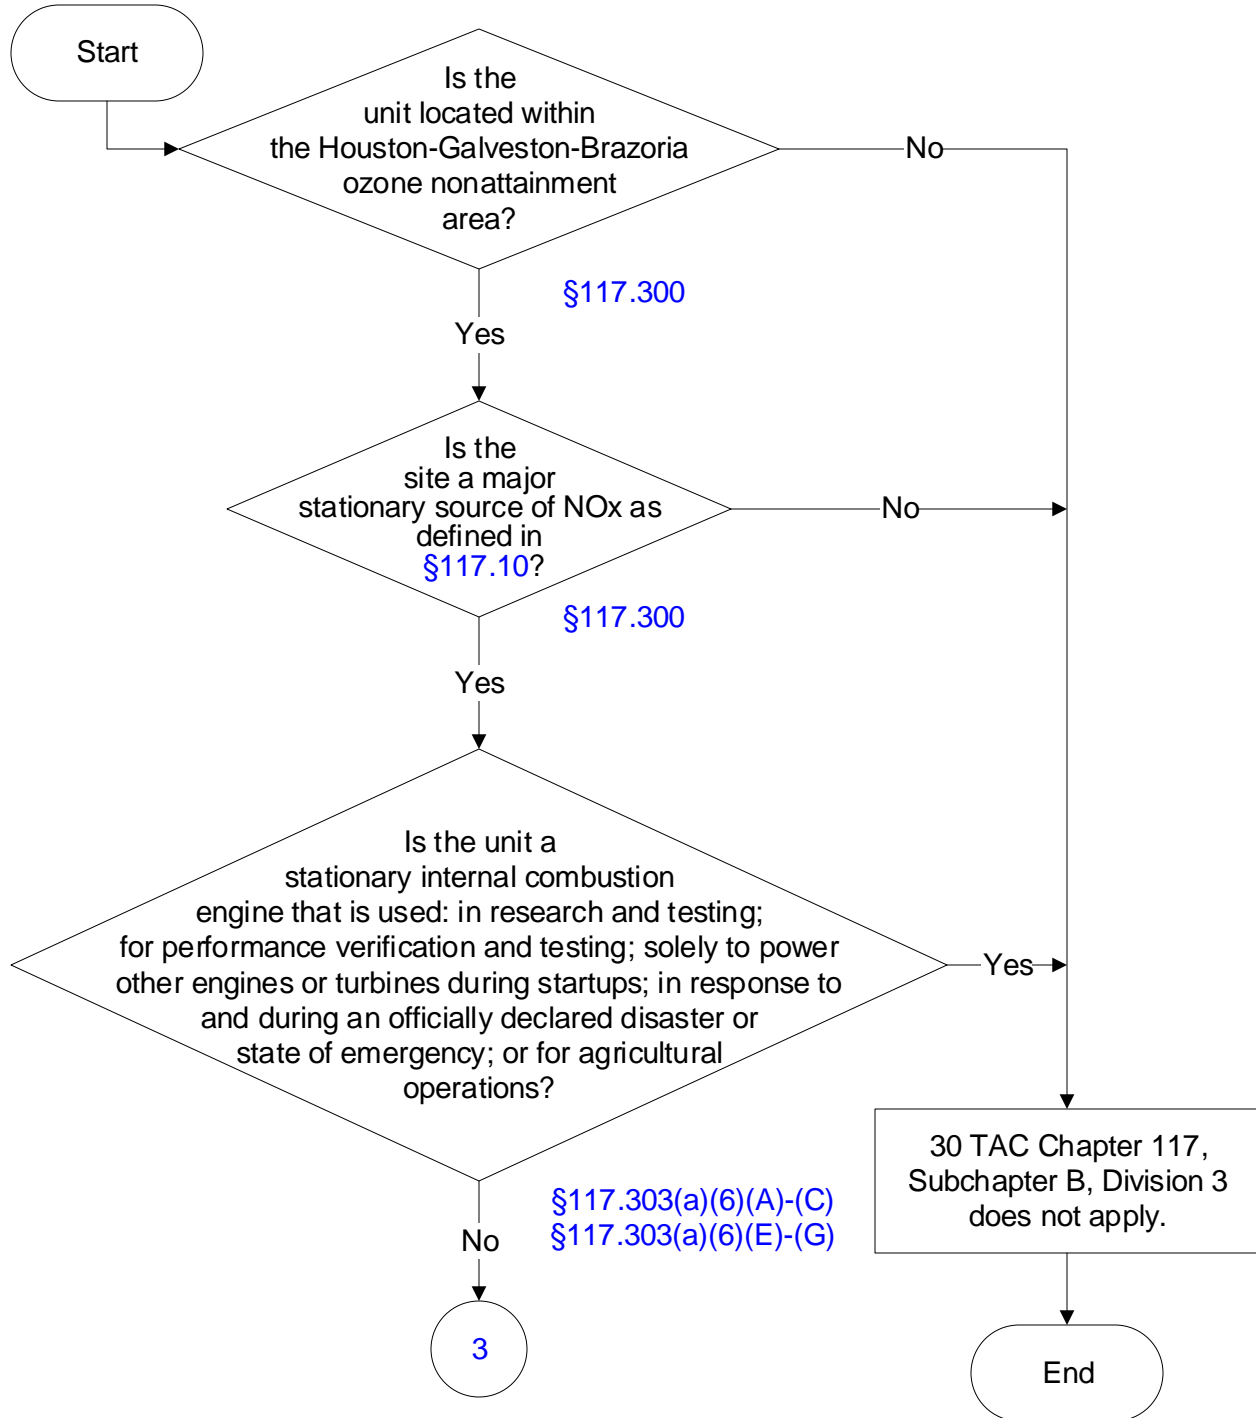 Start
Is the
unit located within
the Houston-Galveston-Brazoria
ozone nonattainment
area?
No
§117.300
Yes
Is the
site a major
stationary source of NOx as
defined in
§117.10?
No
§117.300
Yes
Is the unit a
stationary internal combustion
engine that is used: in research and testing;
for performance verification and testing; solely to power
other engines or turbines during startups; in response to
and during an officially declared disaster or
state of emergency; or for agricultural
operations?
Yes
§117.303(a)(6)(A)-(C)
§117.303(a)(6)(E)-(G)
No
3
30 TAC Chapter 117,
Subchapter B, Division 3
does not apply.
End